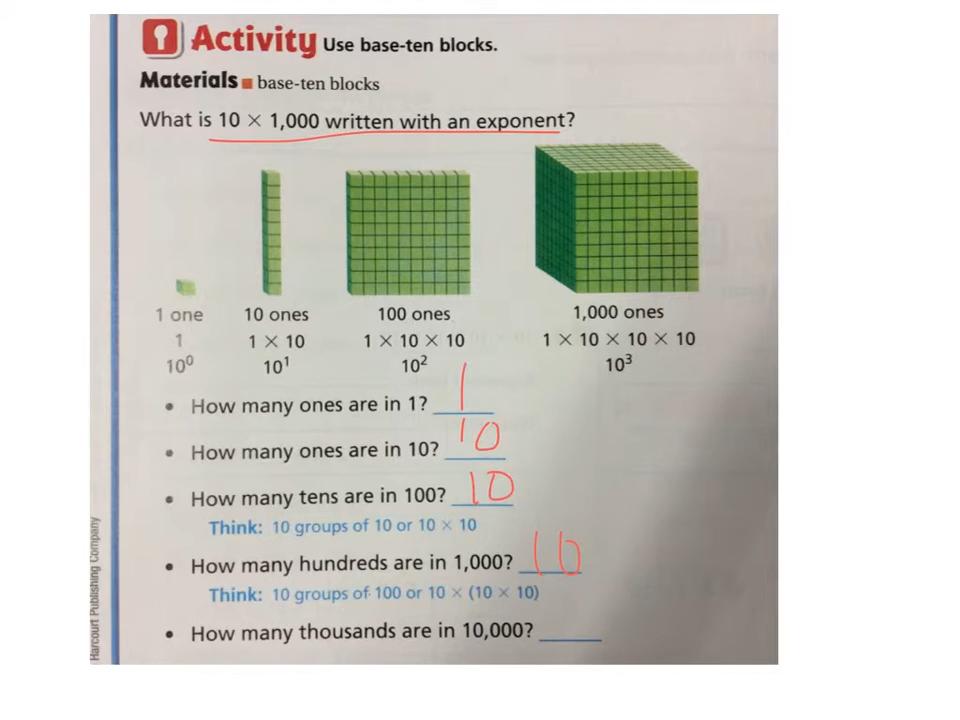 Activity Use base-ten blocks.
Materials ■ base-ten blocks
What is 10 × 1,000 written with an exponent?
1 one 10 ones 100 ones 1,000 ones
1 1 × 10 1 × 10 × 10 1 × 10 × 10 × 10
10⁰ 10¹ 10² 10³
• How many ones are in 1? 1
• How many ones are in 10? 10
• How many tens are in 100? 10
Think: 10 groups of 10 or 10 × 10
• How many hundreds are in 1,000? 10
Think: 10 groups of 100 or 10 × (10 × 10)
• How many thousands are in 10,000? ____
Harcourt Publishing Company